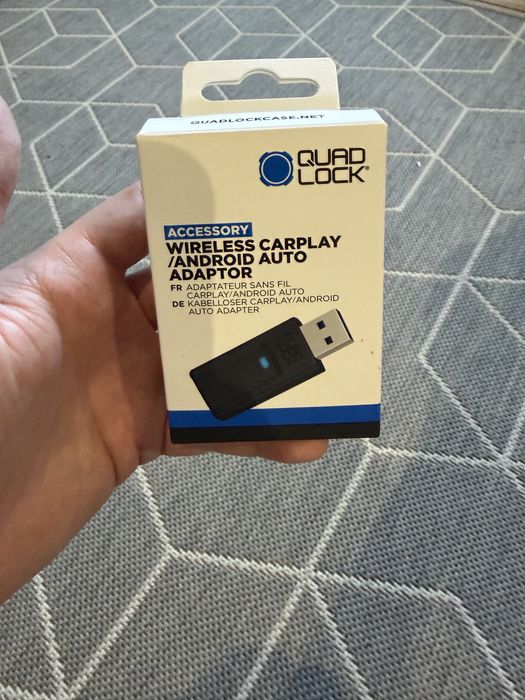 QUADLOCKCASE.NET
QUAD
LOCK®
ACCESSORY
WIRELESS CARPLAY
/ANDROID AUTO
ADAPTOR
FR ADAPTATEUR SANS FIL
CARPLAY/ANDROID AUTO
DE KABELLOSER CARPLAY/ANDROID
AUTO ADAPTER